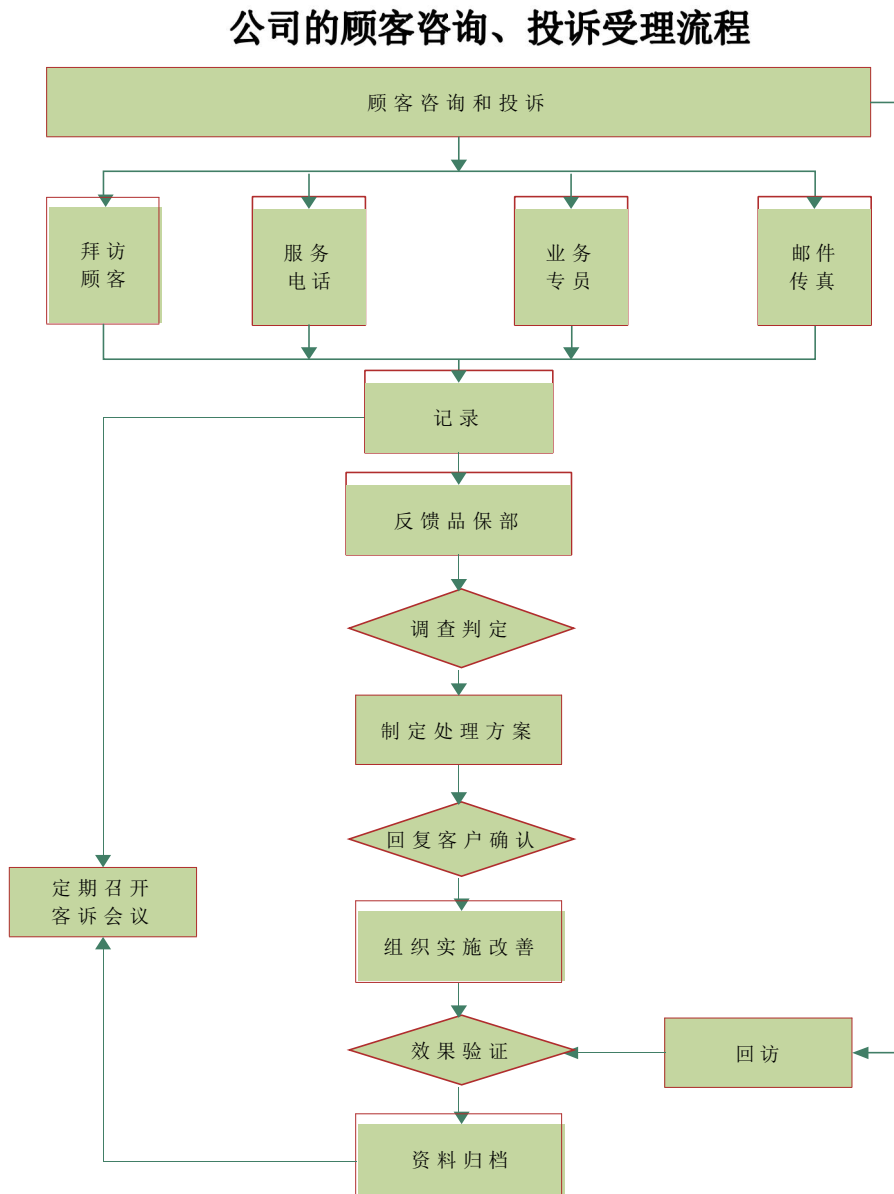 公司的顾客咨询、投诉受理流程
顾客咨询和投诉
拜访
顾客
服务
电话
业务
专员
邮件
传真
记录
反馈品保部
调查判定
制定处理方案
回复客户确认
定期召开
客诉会议
组织实施改善
效果验证
回访
资料归档